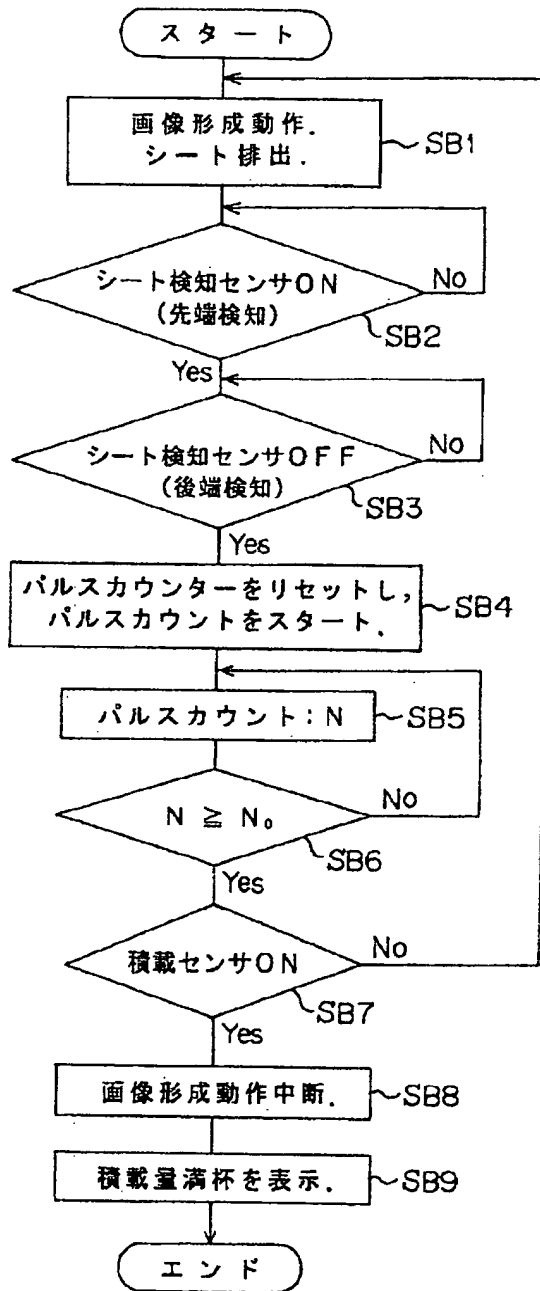 スタート
画像形成動作.
シート排出.
SB1
シート検知センサON
(先端検知)
No
SB2
Yes
シート検知センサOFF
(後端検知)
No
SB3
Yes
パルスカウンターをリセットし,
パルスカウントをスタート.
SB4
パルスカウント:N
SB5
N ≧ N₀
No
SB6
Yes
積載センサON
No
SB7
Yes
画像形成動作中断.
SB8
積載量満杯を表示.
SB9
エンド